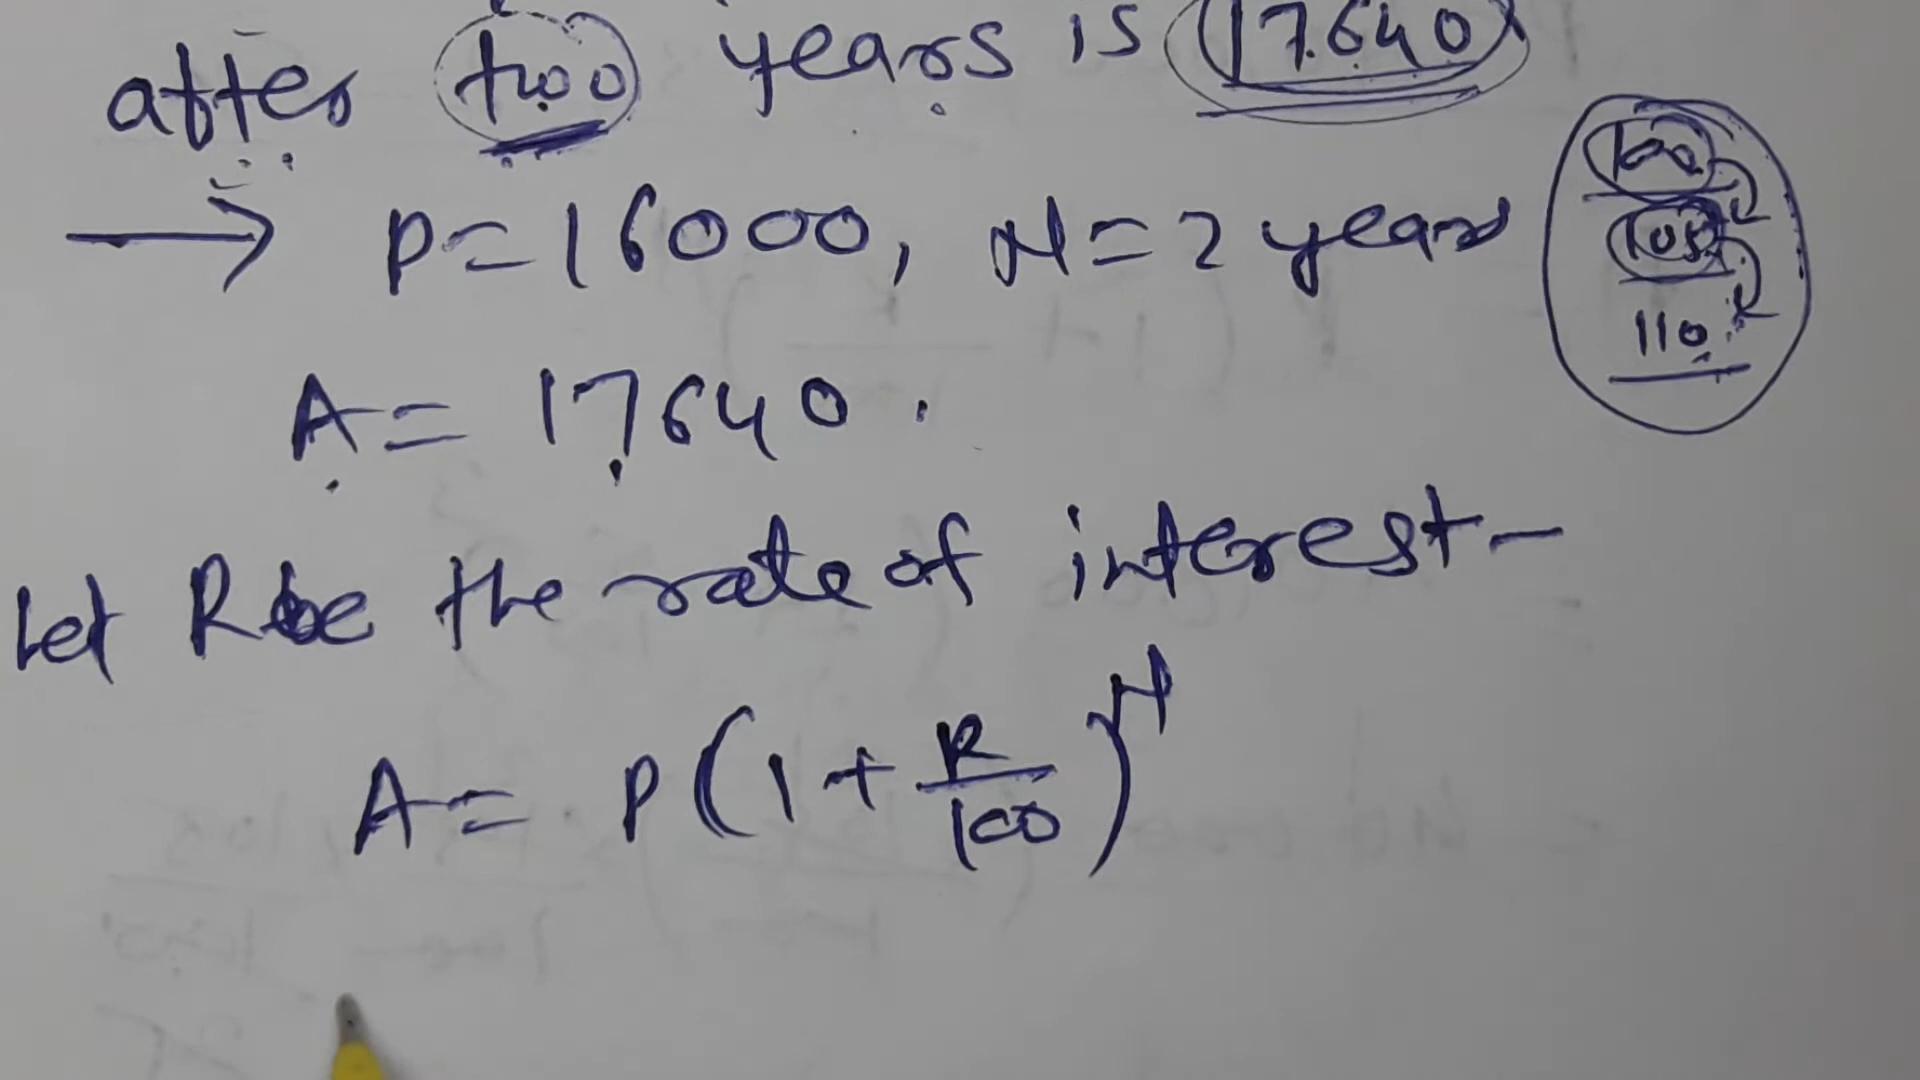 after two years is 17640
→ P=16000, N=2 years
100
105
110
A= 17640.
Let R be the rate of interest-
A= P(1+R/100)^N